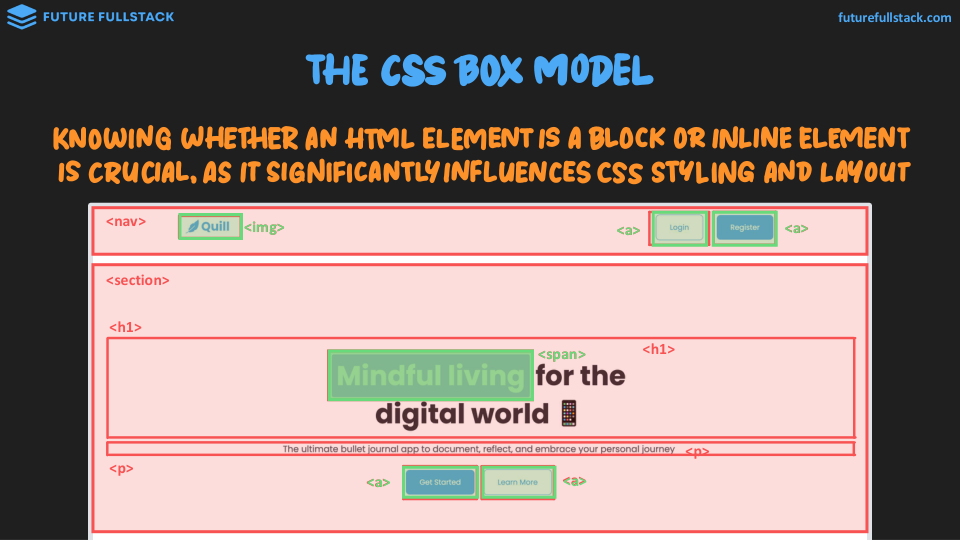 FUTURE FULLSTACK
futurefullstack.com
THE CSS BOX MODEL
KNOWING WHETHER AN HTML ELEMENT IS A BLOCK OR INLINE ELEMENT
IS CRUCIAL, AS IT SIGNIFICANTLY INFLUENCES CSS STYLING AND LAYOUT
<nav>
Quill
<img>
<a>
Login
Register
<a>
<section>
<h1>
<h1>
<span>
Mindful living for the
digital world
The ultimate bullet journal app to document, reflect, and embrace your personal journey
<p>
<p>
<a>
Get Started
Learn More
<a>